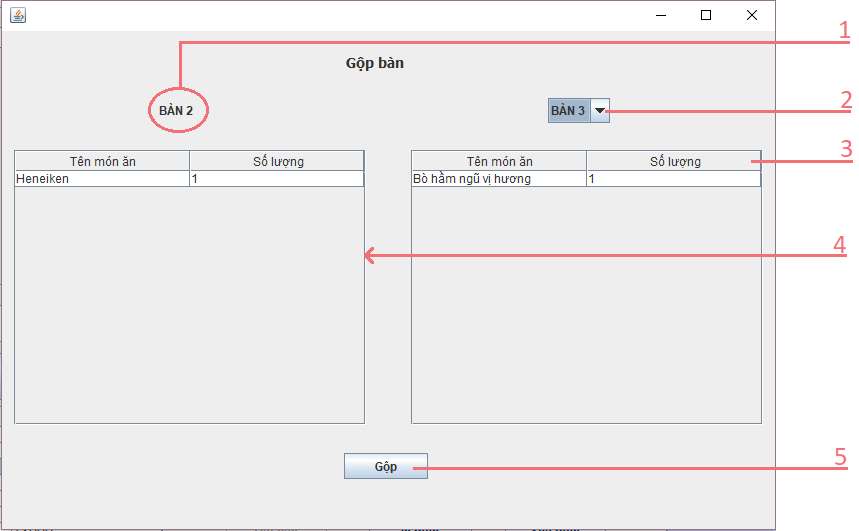 1
Gộp bàn
BÀN 2
BÀN 3
2
3
Tên món ăn Số lượng
Heneiken 1
Tên món ăn Số lượng
Bò hầm ngũ vị hương 1
4
Gộp
5